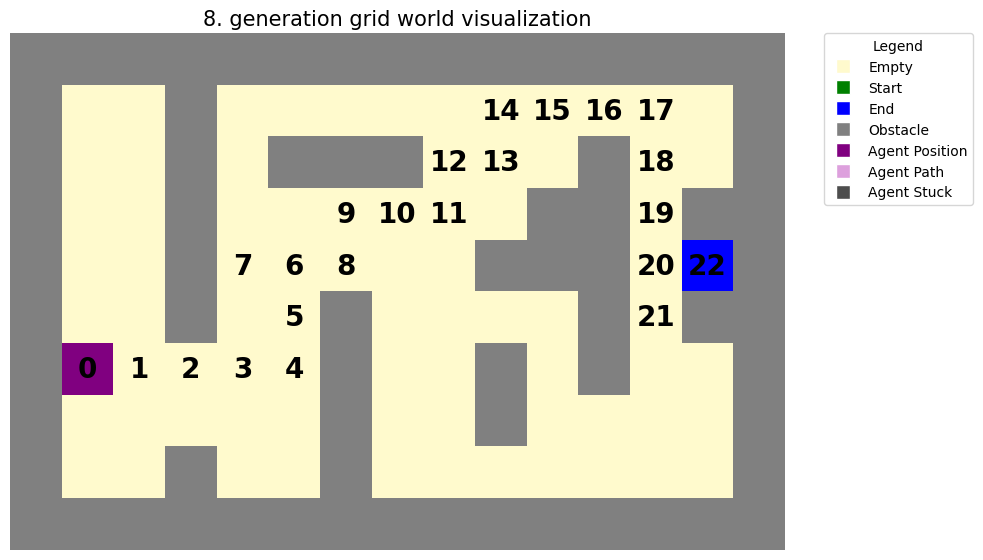 8. generation grid world visualization
14 15 16 17
12 13 18
9 10 11 19
7 6 8 20 22
5 21
0 1 2 3 4
Legend
Empty
Start
End
Obstacle
Agent Position
Agent Path
Agent Stuck